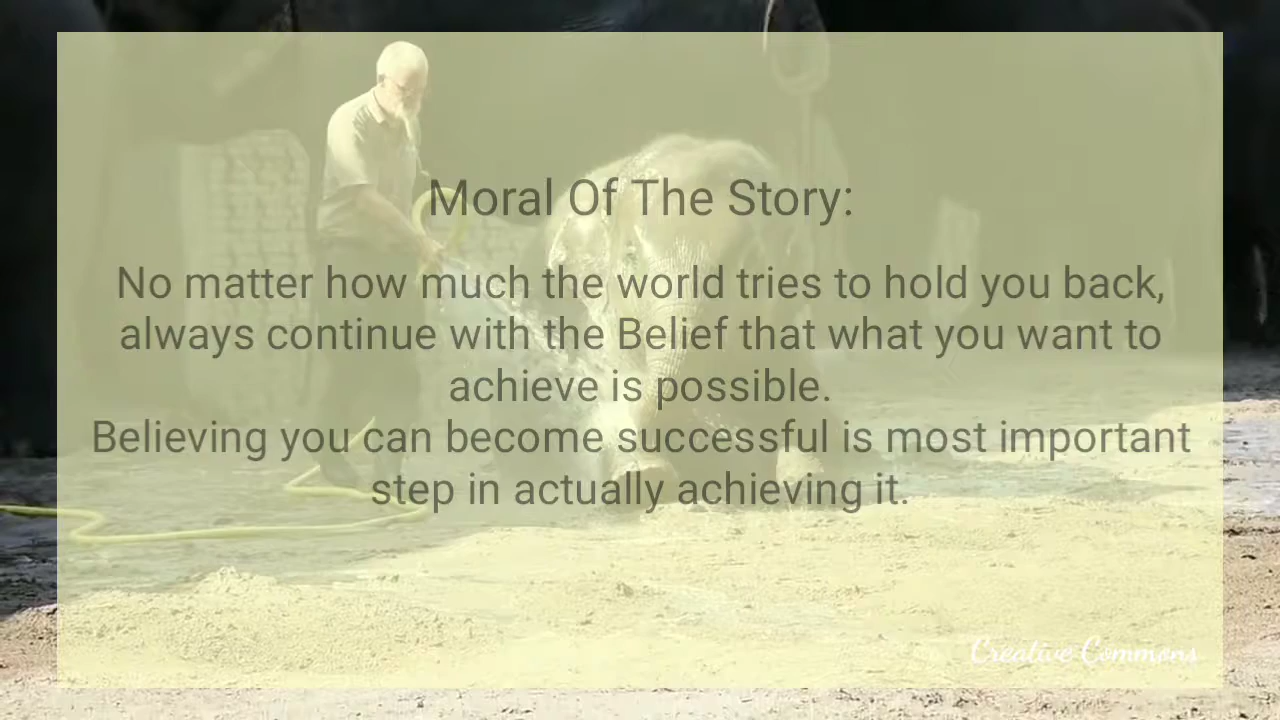 Moral Of The Story:
No matter how much the world tries to hold you back,
always continue with the Belief that what you want to
achieve is possible.
Believing you can become successful is most important
step in actually achieving it.
Creative Commons